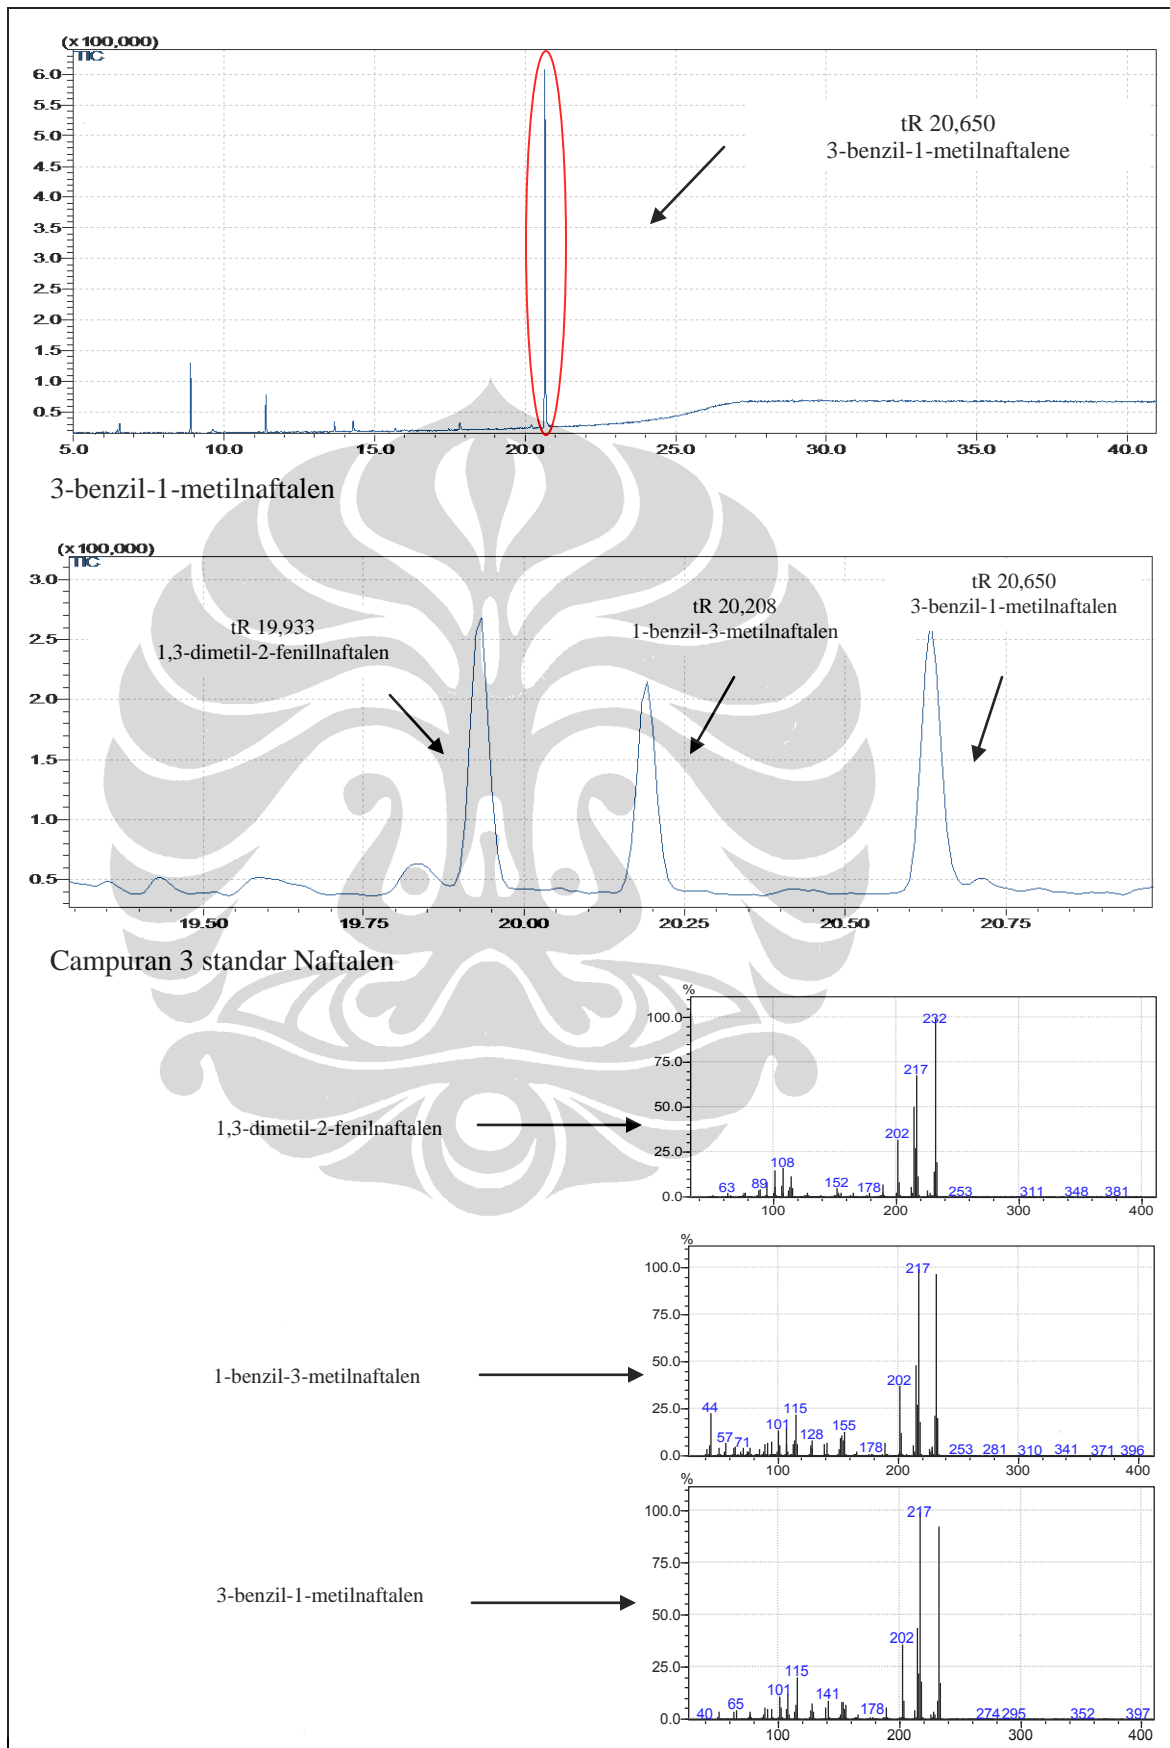 (x100,000)
TIC
6.0
5.5
5.0
4.5
4.0
3.5
3.0
2.5
2.0
1.5
1.0
0.5
5.0 10.0 15.0 20.0 25.0 30.0 35.0 40.0
tR 20,650
3-benzil-1-metilnaftalene
3-benzil-1-metilnaftalen
(x100,000)
TIC
3.0
2.5
2.0
1.5
1.0
0.5
19.50 19.75 20.00 20.25 20.50 20.75
tR 19,933
1,3-dimetil-2-fenillnaftalen
tR 20,208
1-benzil-3-metilnaftalen
tR 20,650
3-benzil-1-metilnaftalen
Campuran 3 standar Naftalen
1,3-dimetil-2-fenilnaftalen
%
100.0
75.0
50.0
25.0
0.0
63 89 108 152 178 202 217 232 253 311 348 381
100 200 300 400
1-benzil-3-metilnaftalen
%
100.0
75.0
50.0
25.0
0.0
44 57 71 101 115 128 155 178 202 217 253 281 310 341 371 396
100 200 300 400
3-benzil-1-metilnaftalen
%
100.0
75.0
50.0
25.0
0.0
40 65 101 115 141 178 202 217 274 295 352 397
100 200 300 400